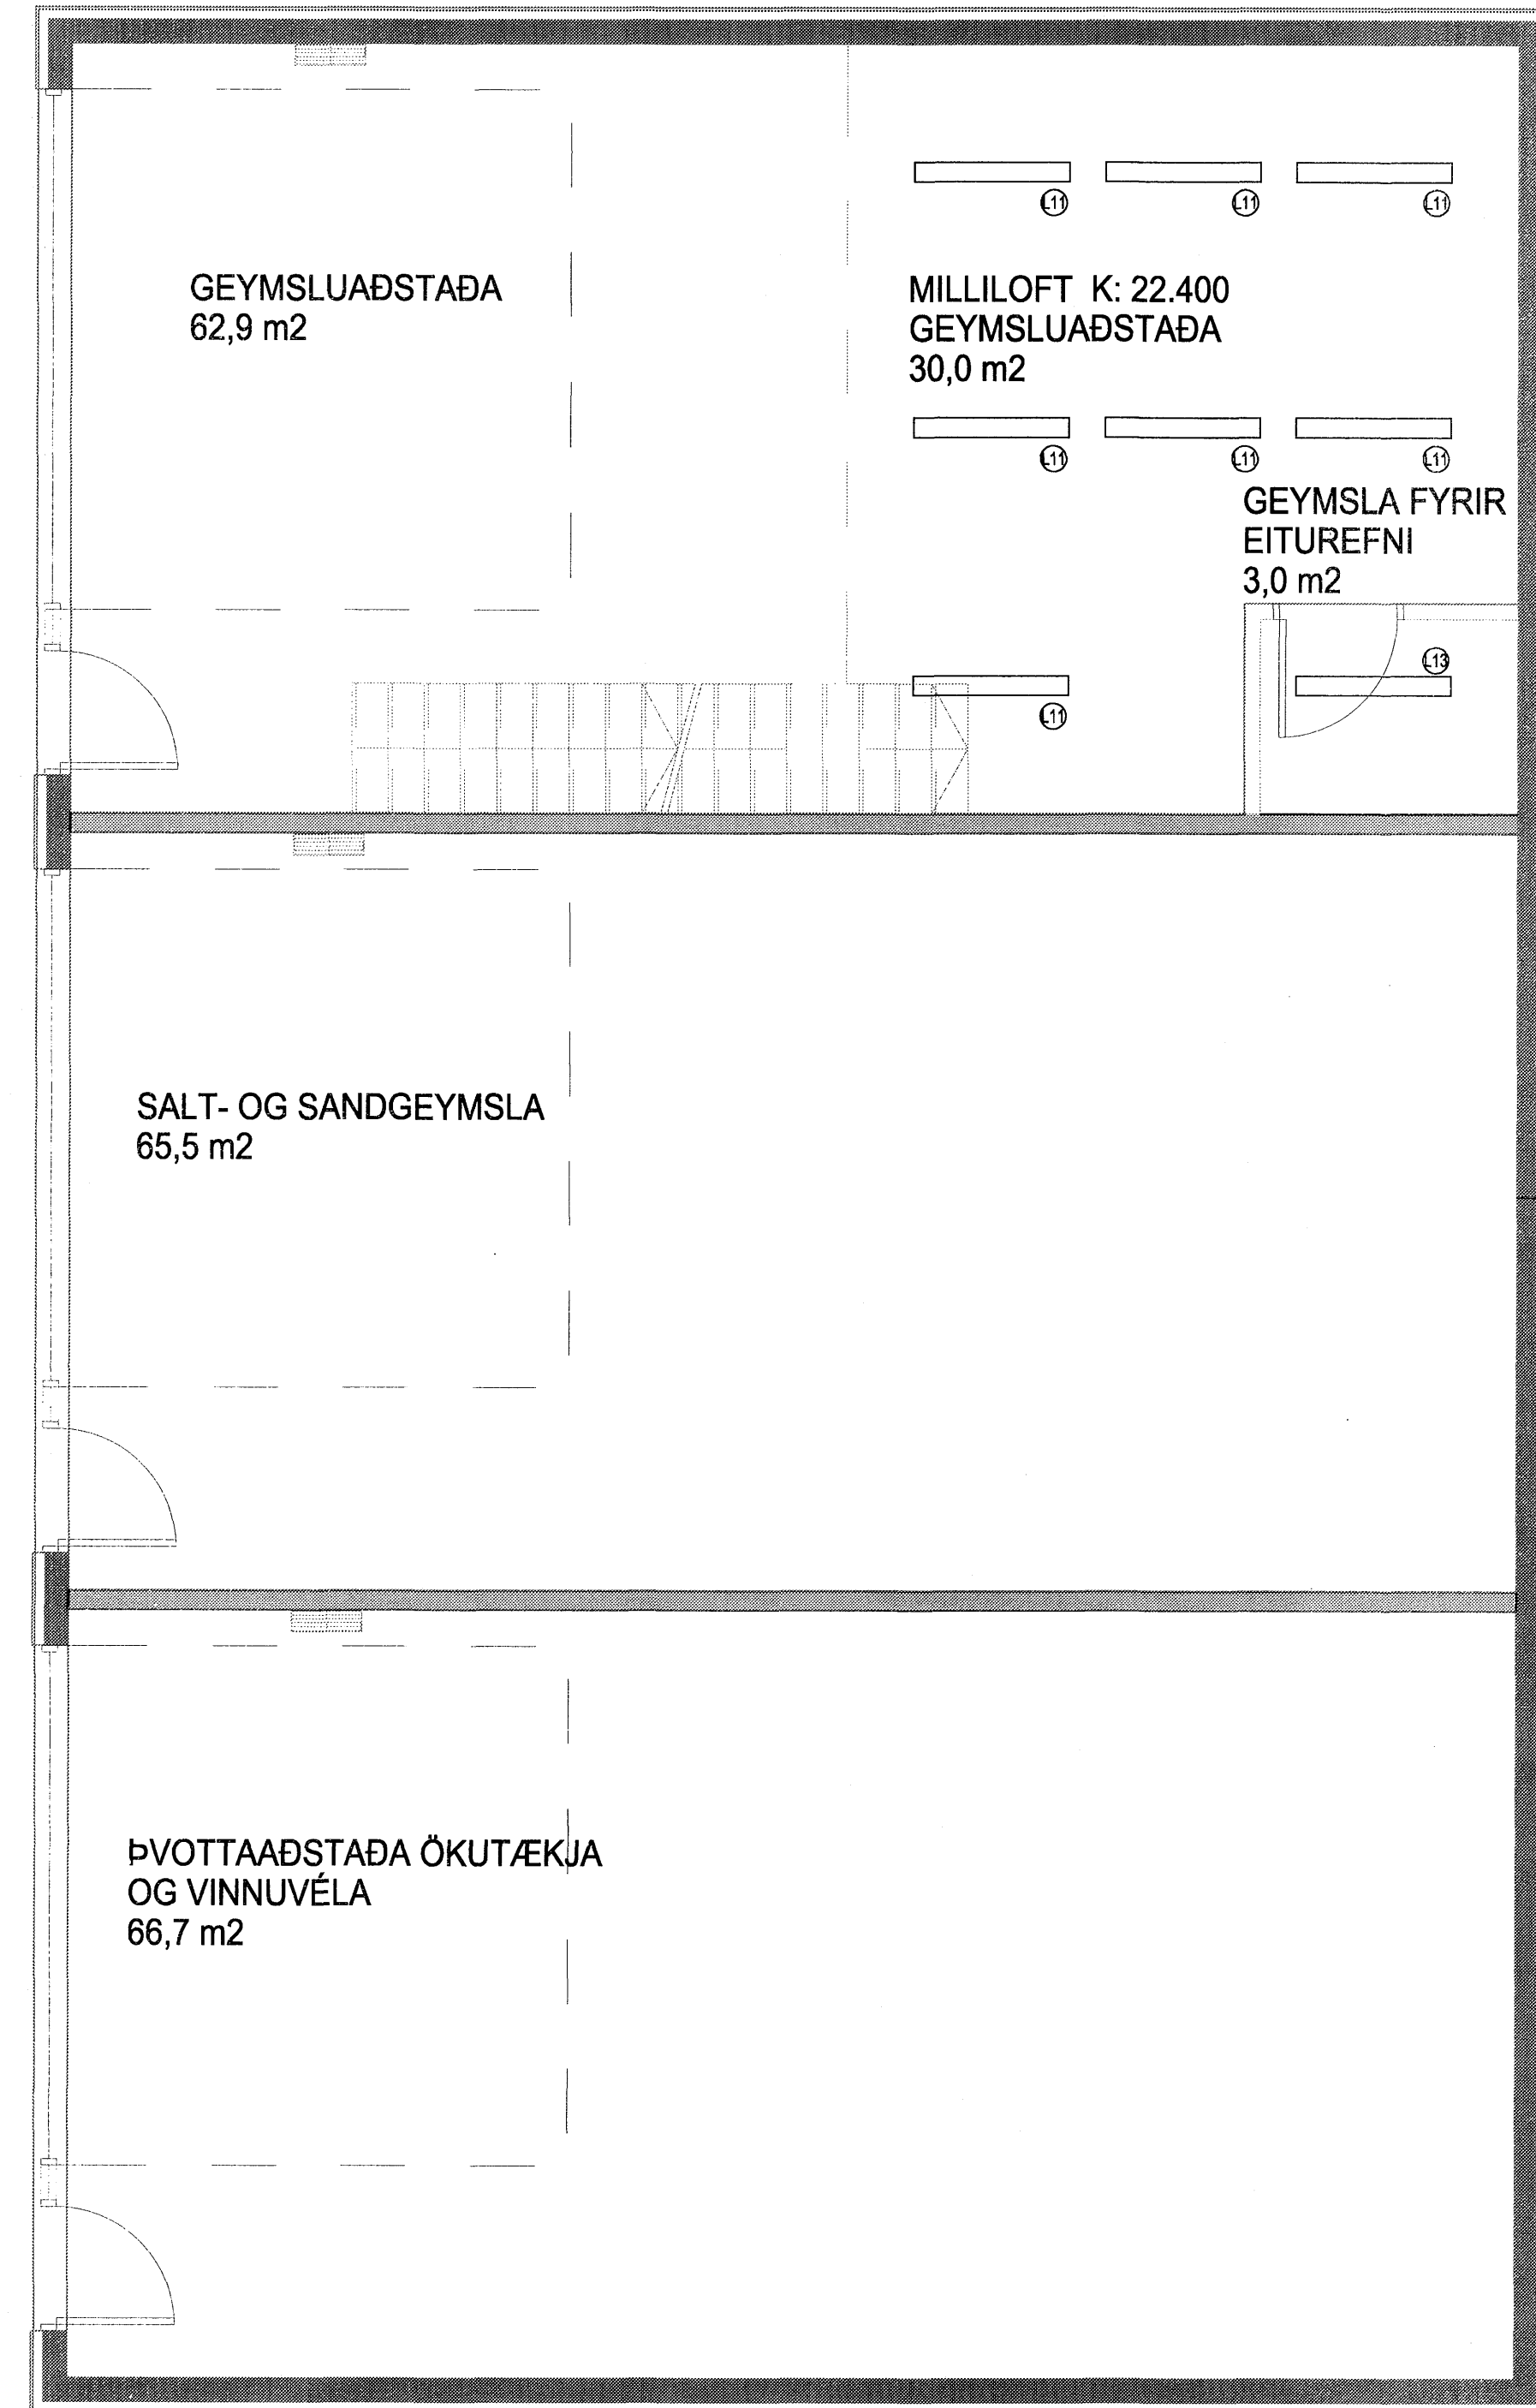 L11
L11
L11
GEYMSLUAÐSTAÐA
62,9 m2
MILLILOFT K: 22.400
GEYMSLUAÐSTAÐA
30,0 m2
L11
L11
L11
GEYMSLA FYRIR
EITUREFNI
3,0 m2
L13
L11
SALT- OG SANDGEYMSLA
65,5 m2
ÞVOTTAAÐSTAÐA ÖKUTÆKJA
OG VINNUVÉLA
66,7 m2